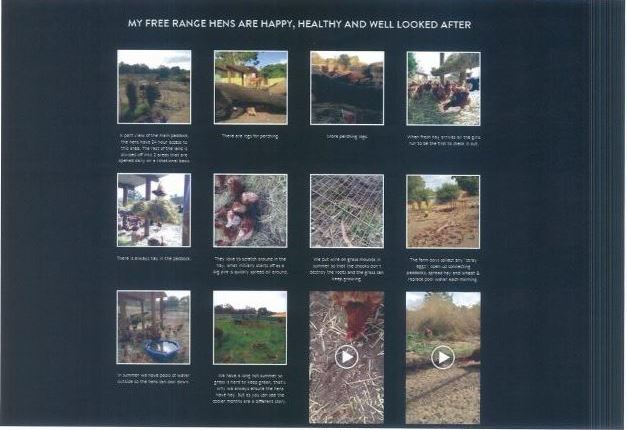 MY FREE RANGE HENS ARE HAPPY, HEALTHY AND WELL LOOKED AFTER
A part view of the main paddock,
the hens have 24 hour access to
this area. The rest of the land is
divided off into 3 areas that are
opened daily on a rotational basis.
There are logs for perching.
More perching logs.
When fresh hay arrives all the girls
run to be the first to check it out.
There is always hay in the paddock.
They love to scratch around in the
hay, what initially starts off as a
big pile is quickly spread all around.
We put wire on grass mounds in
summer so that the chooks don't
destroy the roots and the grass can
keep growing.
The farm boys collect any "stray
eggs", open up connecting
paddocks, spread hay and wheat &
replace pool water each morning.
In summer we have pools of water
outside so the hens can cool down.
We have a long hot summer so
grass is hard to keep green, that's
why we always ensure the hens
have hay. But as you can see the
cooler months are a different story.